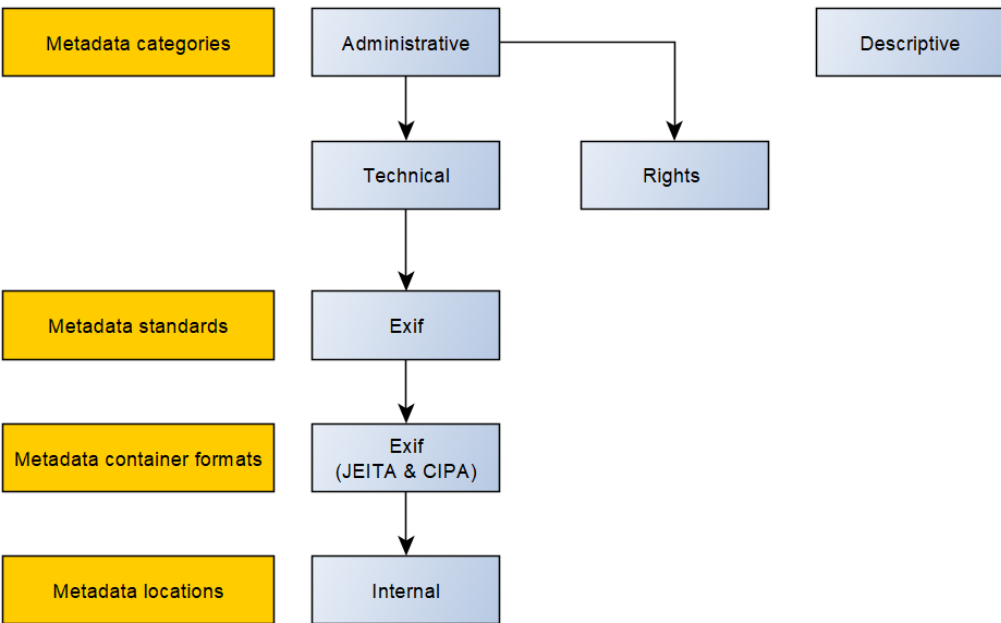 Metadata categories
Administrative
Descriptive
Technical
Rights
Metadata standards
Exif
Metadata container formats
Exif
(JEITA & CIPA)
Metadata locations
Internal